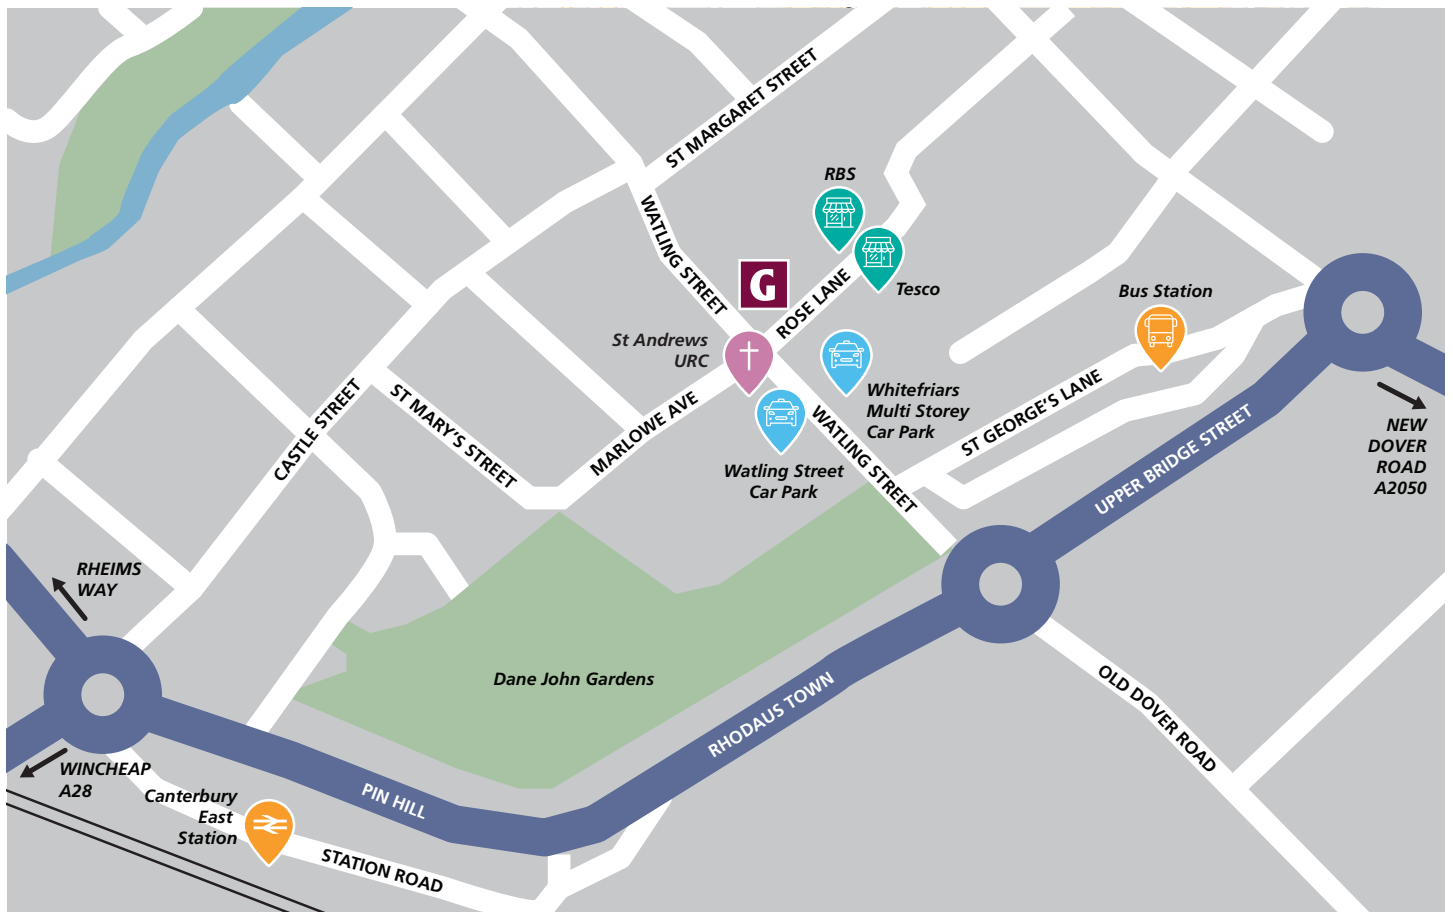 ST MARGARET STREET
RBS
WATLING STREET
G
ROSE LANE
Tesco
Bus Station
St Andrews
URC
Whitefriars
Multi Storey
Car Park
CASTLE STREET
ST MARY'S STREET
MARLOWE AVE
WATLING STREET
ST GEORGE'S LANE
Watling Street
Car Park
UPPER BRIDGE STREET
NEW
DOVER
ROAD
A2050
RHEIMS
WAY
Dane John Gardens
RHODAUS TOWN
OLD DOVER ROAD
WINCHEAP
A28
PIN HILL
Canterbury
East
Station
STATION ROAD